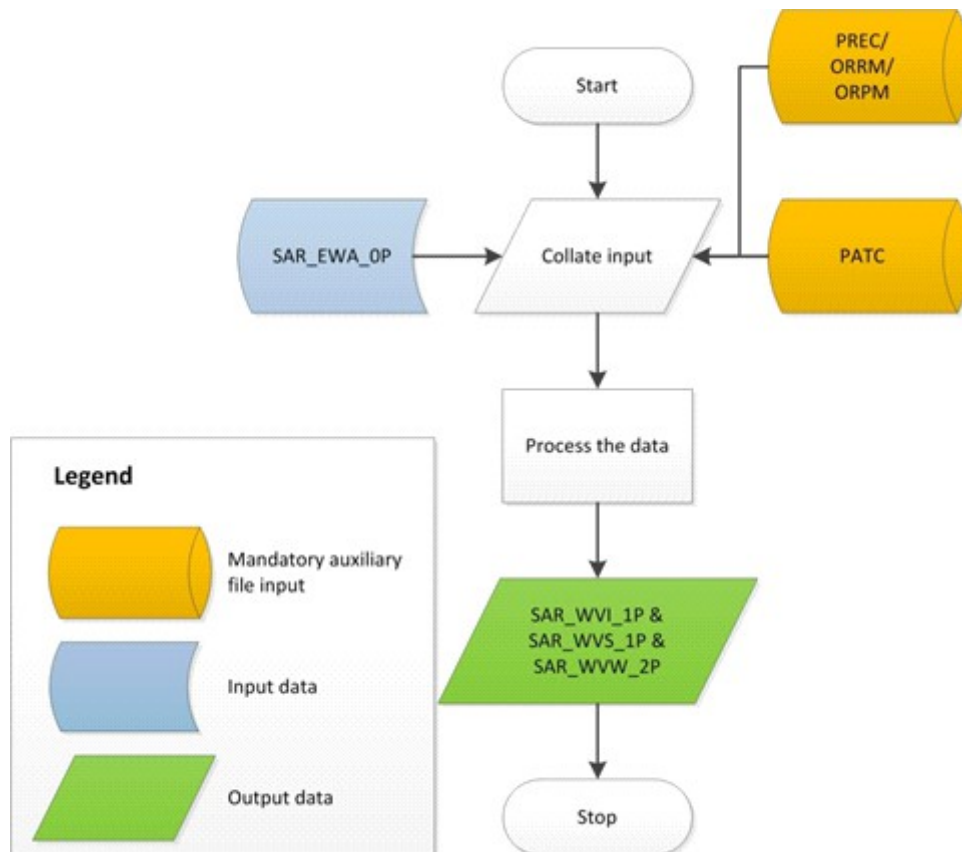 PREC/
ORRM/
ORPM
Start
SAR_EWA_0P
Collate input
PATC
Process the data
Legend
Mandatory auxiliary
file input
Input data
Output data
SAR_WVI_1P &
SAR_WVS_1P &
SAR_WVW_2P
Stop